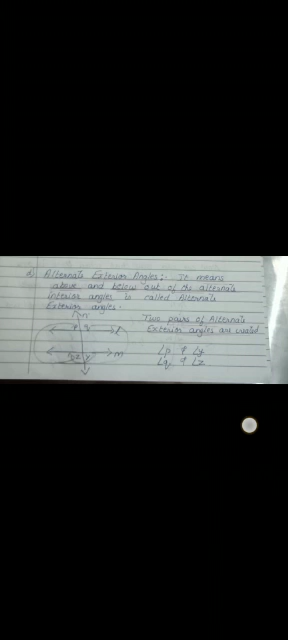 d) Alternate Exterior Angles:- It means
above and below out of the alternate
interior angles is called Alternate
Exterior angles.
n
p q l
m
z y
Two pairs of Alternate
Exterior angles are created
∠p & ∠y
∠q & ∠z